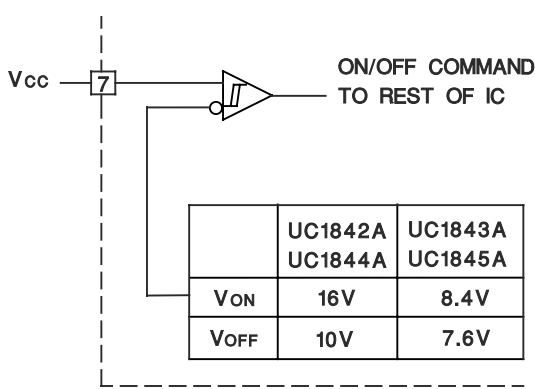 Vcc 7
ON/OFF COMMAND
TO REST OF IC
UC1842A UC1843A
UC1844A UC1845A
VON 16V 8.4V
VOFF 10V 7.6V